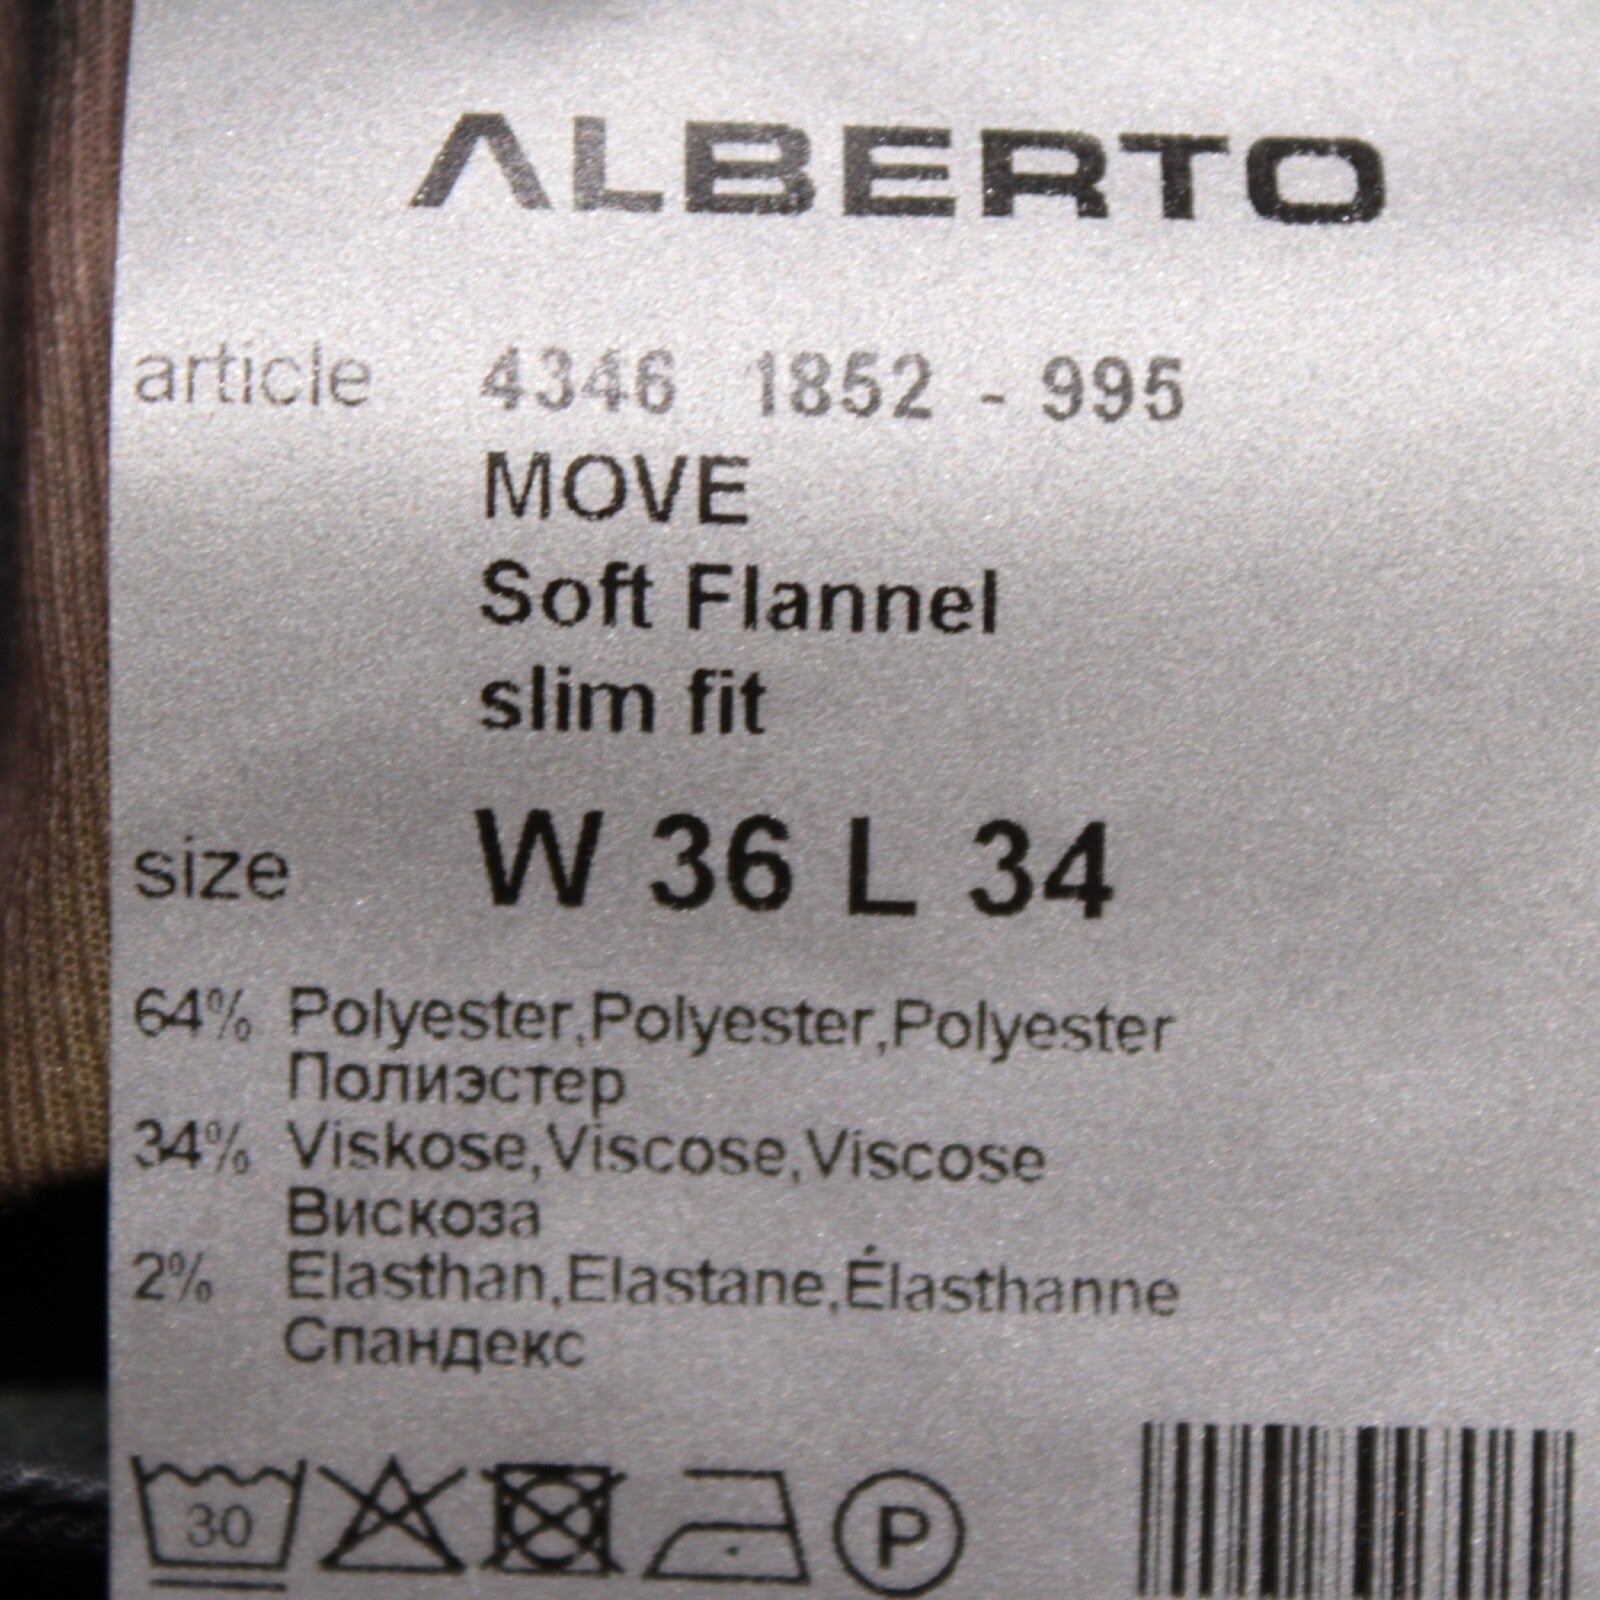 ALBERTO
article 4346 1852 - 995
MOVE
Soft Flannel
slim fit
size W 36 L 34
64% Polyester,Polyester,Polyester
Полиэстер
34% Viskose,Viscose,Viscose
Вискоза
2% Elasthan,Elastane,Élasthanne
Спандекс
30 P